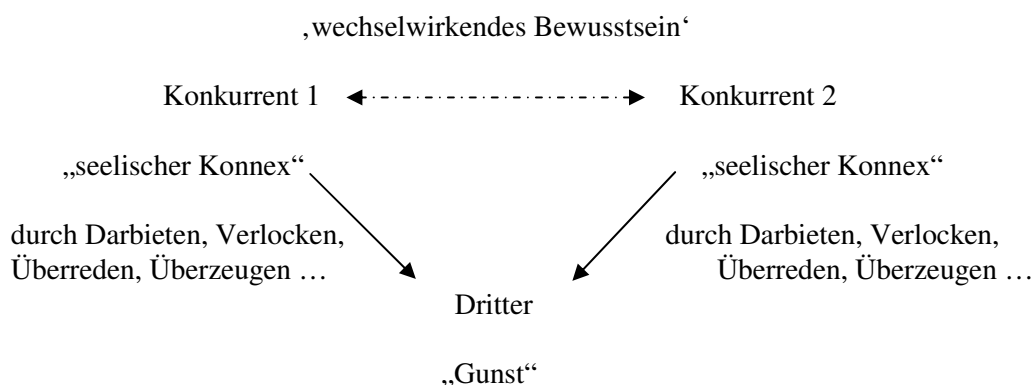 ‚wechselwirkendes Bewusstsein‘
Konkurrent 1 Konkurrent 2
„seelischer Konnex“ „seelischer Konnex“
durch Darbieten, Verlocken, durch Darbieten, Verlocken,
Überreden, Überzeugen … Überreden, Überzeugen …
Dritter
„Gunst“